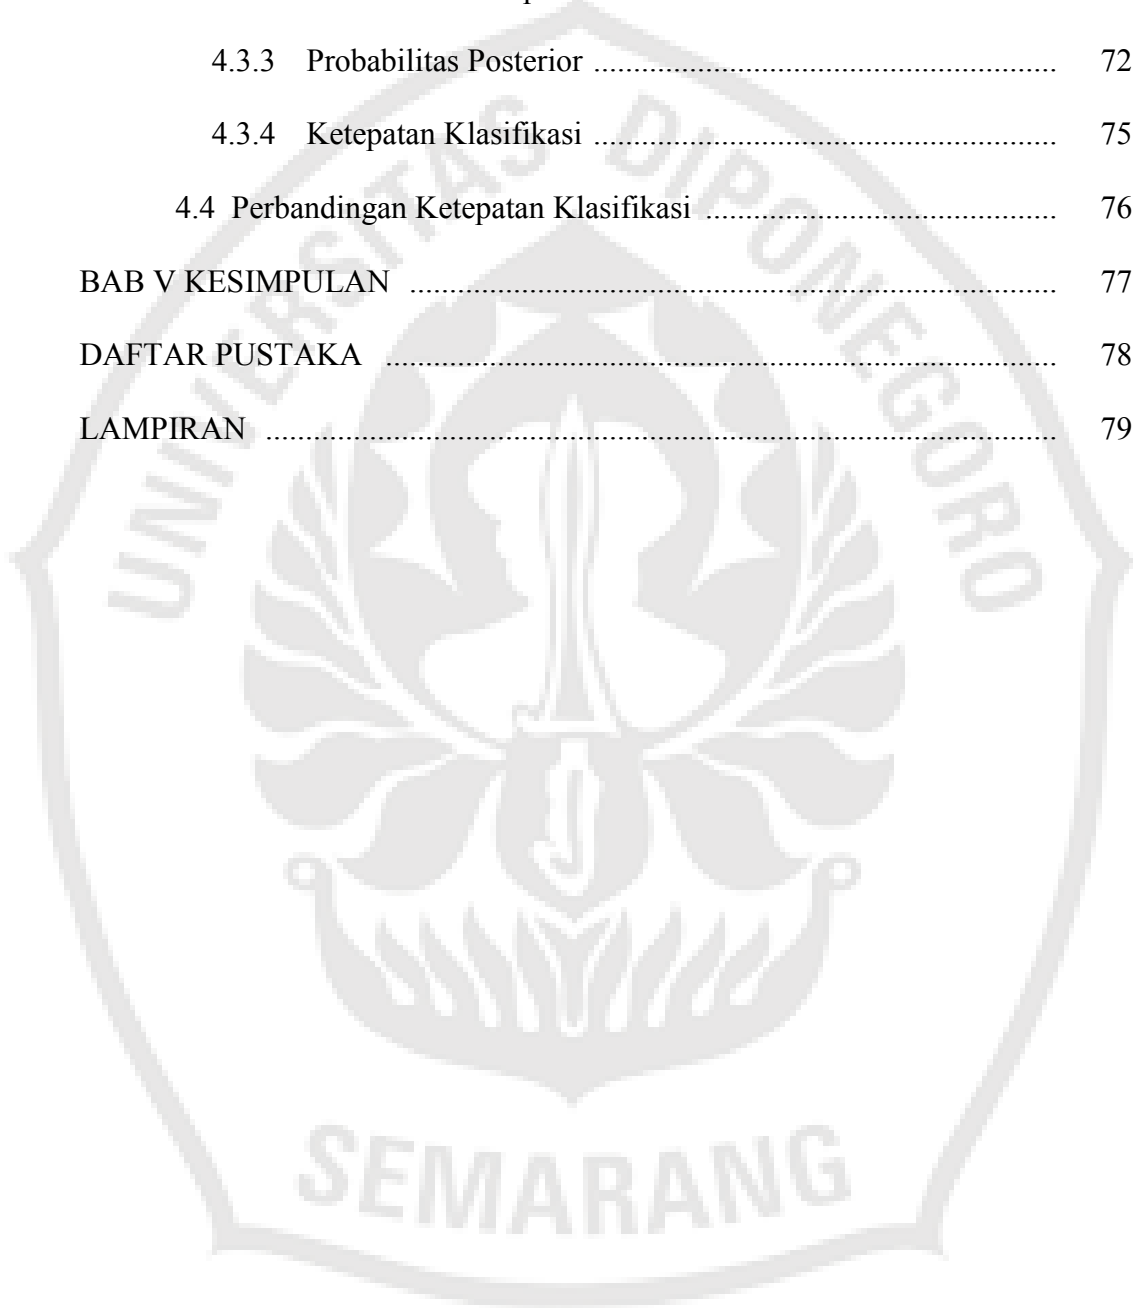 4.3.3 Probabilitas Posterior .......................................................... 72
4.3.4 Ketepatan Klasifikasi .......................................................... 75
4.4 Perbandingan Ketepatan Klasifikasi ............................................ 76
BAB V KESIMPULAN ................................................................................. 77
DAFTAR PUSTAKA .................................................................................... 78
LAMPIRAN ................................................................................................... 79
UNIVERSITAS DIPONEGORO
SEMARANG